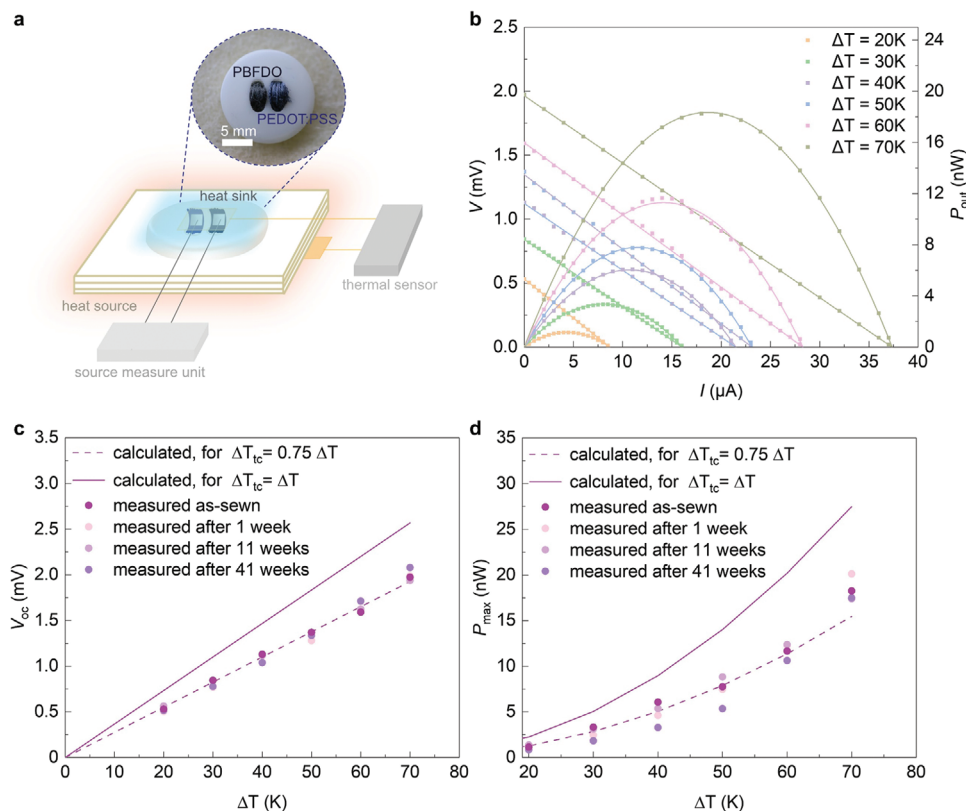 a
PBFDO
PEDOT:PSS
5 mm
heat sink
thermal sensor
heat source
source measure unit
b
2.5
2.0
1.5
1.0
0.5
0.0
V (mV)
24
20
16
12
8
4
0
P_out (nW)
0 5 10 15 20 25 30 35 40
I (µA)
ΔT = 20K
ΔT = 30K
ΔT = 40K
ΔT = 50K
ΔT = 60K
ΔT = 70K
c
3.5
3.0
2.5
2.0
1.5
1.0
0.5
0
V_oc (mV)
calculated, for ΔT_tc= 0.75 ΔT
calculated, for ΔT_tc= ΔT
measured as-sewn
measured after 1 week
measured after 11 weeks
measured after 41 weeks
0 10 20 30 40 50 60 70 80
ΔT (K)
d
35
30
25
20
15
10
5
0
P_max (nW)
calculated, for ΔT_tc= 0.75 ΔT
calculated, for ΔT_tc= ΔT
measured as-sewn
measured after 1 week
measured after 11 weeks
measured after 41 weeks
20 30 40 50 60 70 80
ΔT (K)